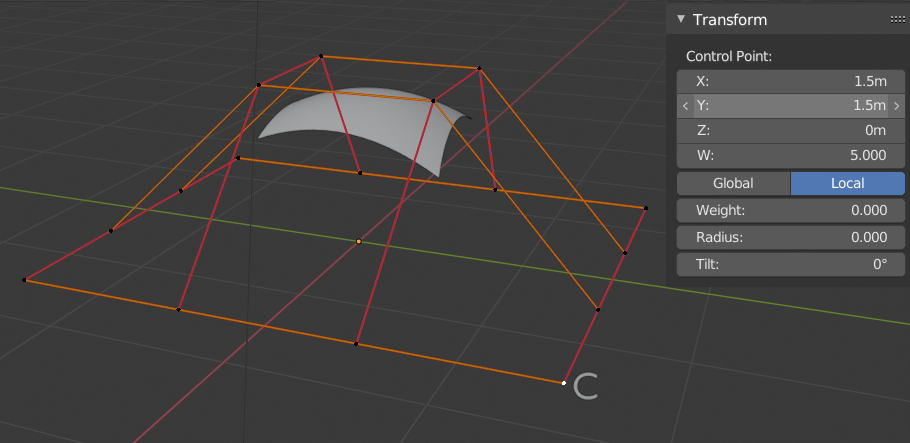 Transform
Control Point:
X: 1.5m
Y: 1.5m
Z: 0m
W: 5.000
Global Local
Weight: 0.000
Radius: 0.000
Tilt: 0°
C